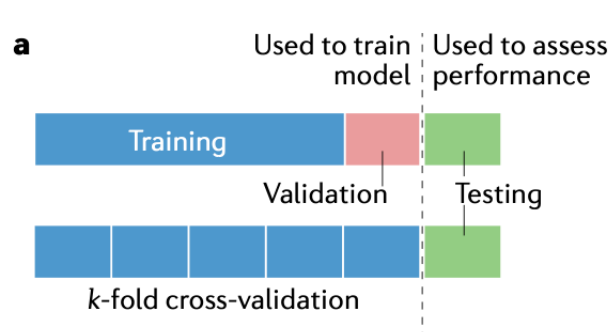 a
Used to train
model
Used to assess
performance
Training
Validation
Testing
k-fold cross-validation